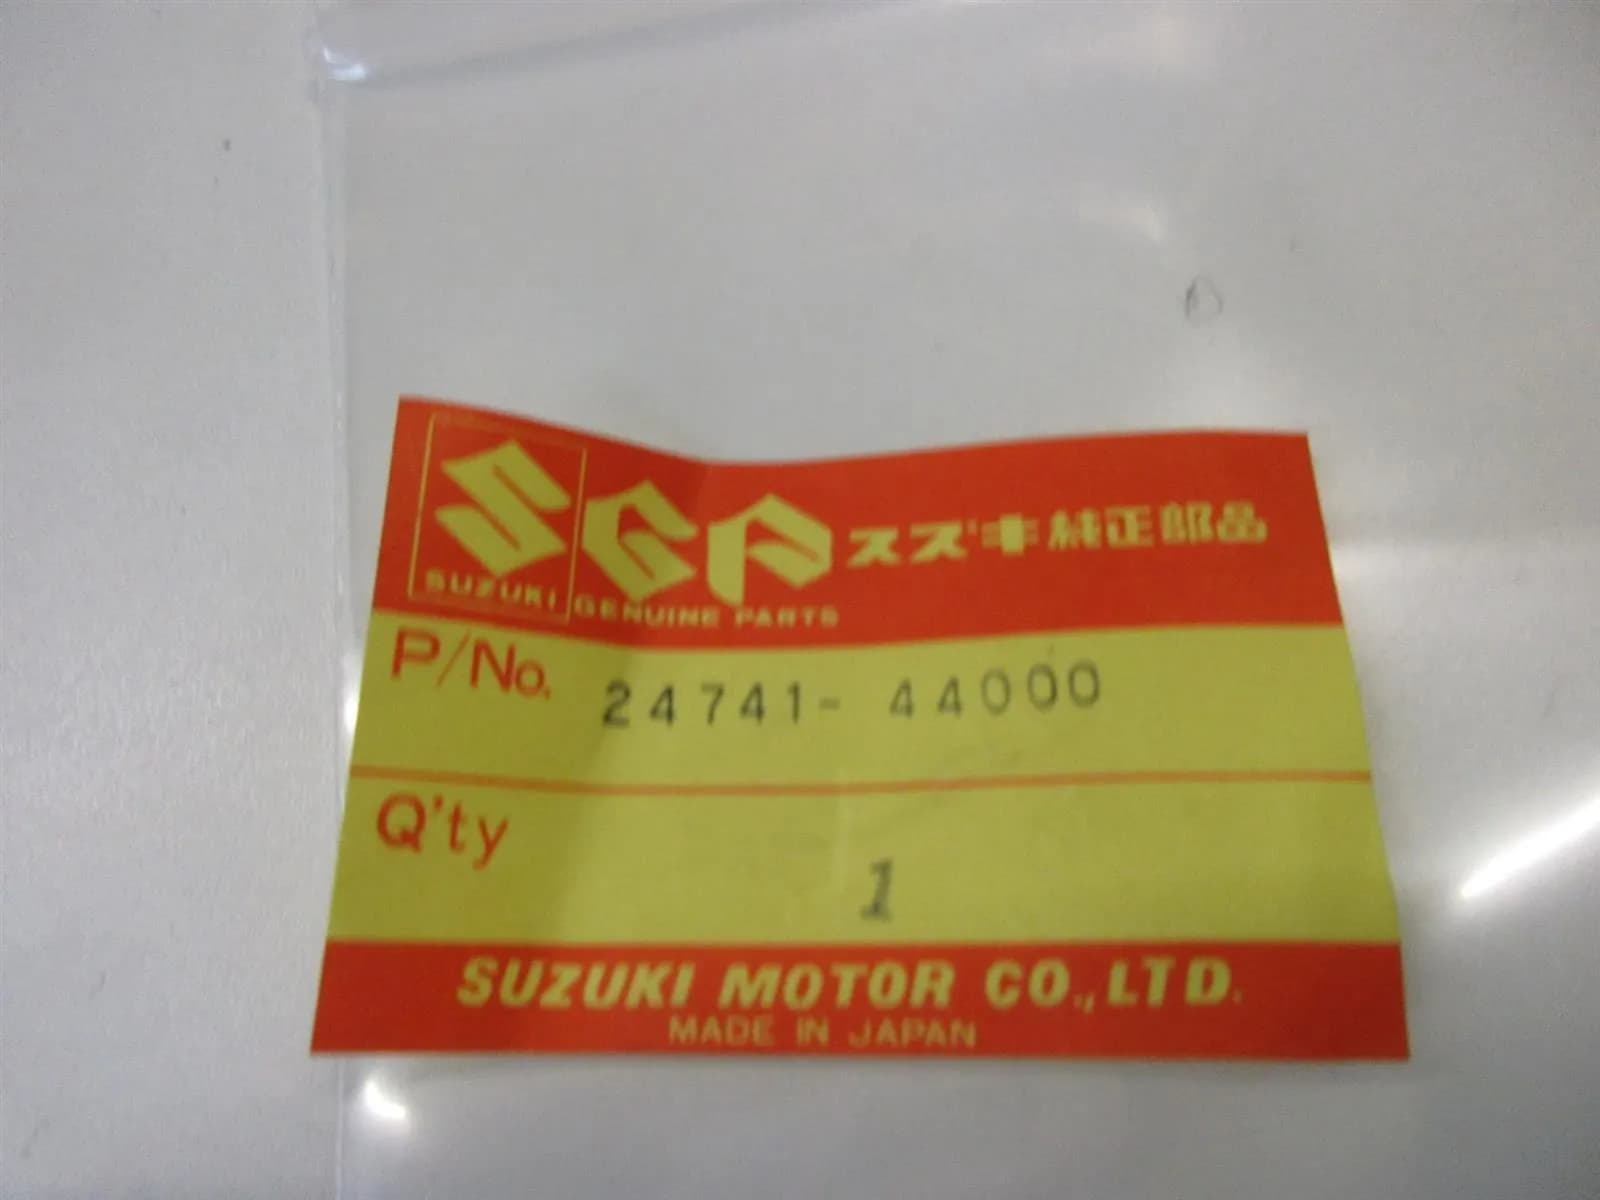 SGP スズキ純正部品
SUZUKI GENUINE PARTS
P/No. 24741-44000
Q'ty 1
SUZUKI MOTOR CO., LTD.
MADE IN JAPAN